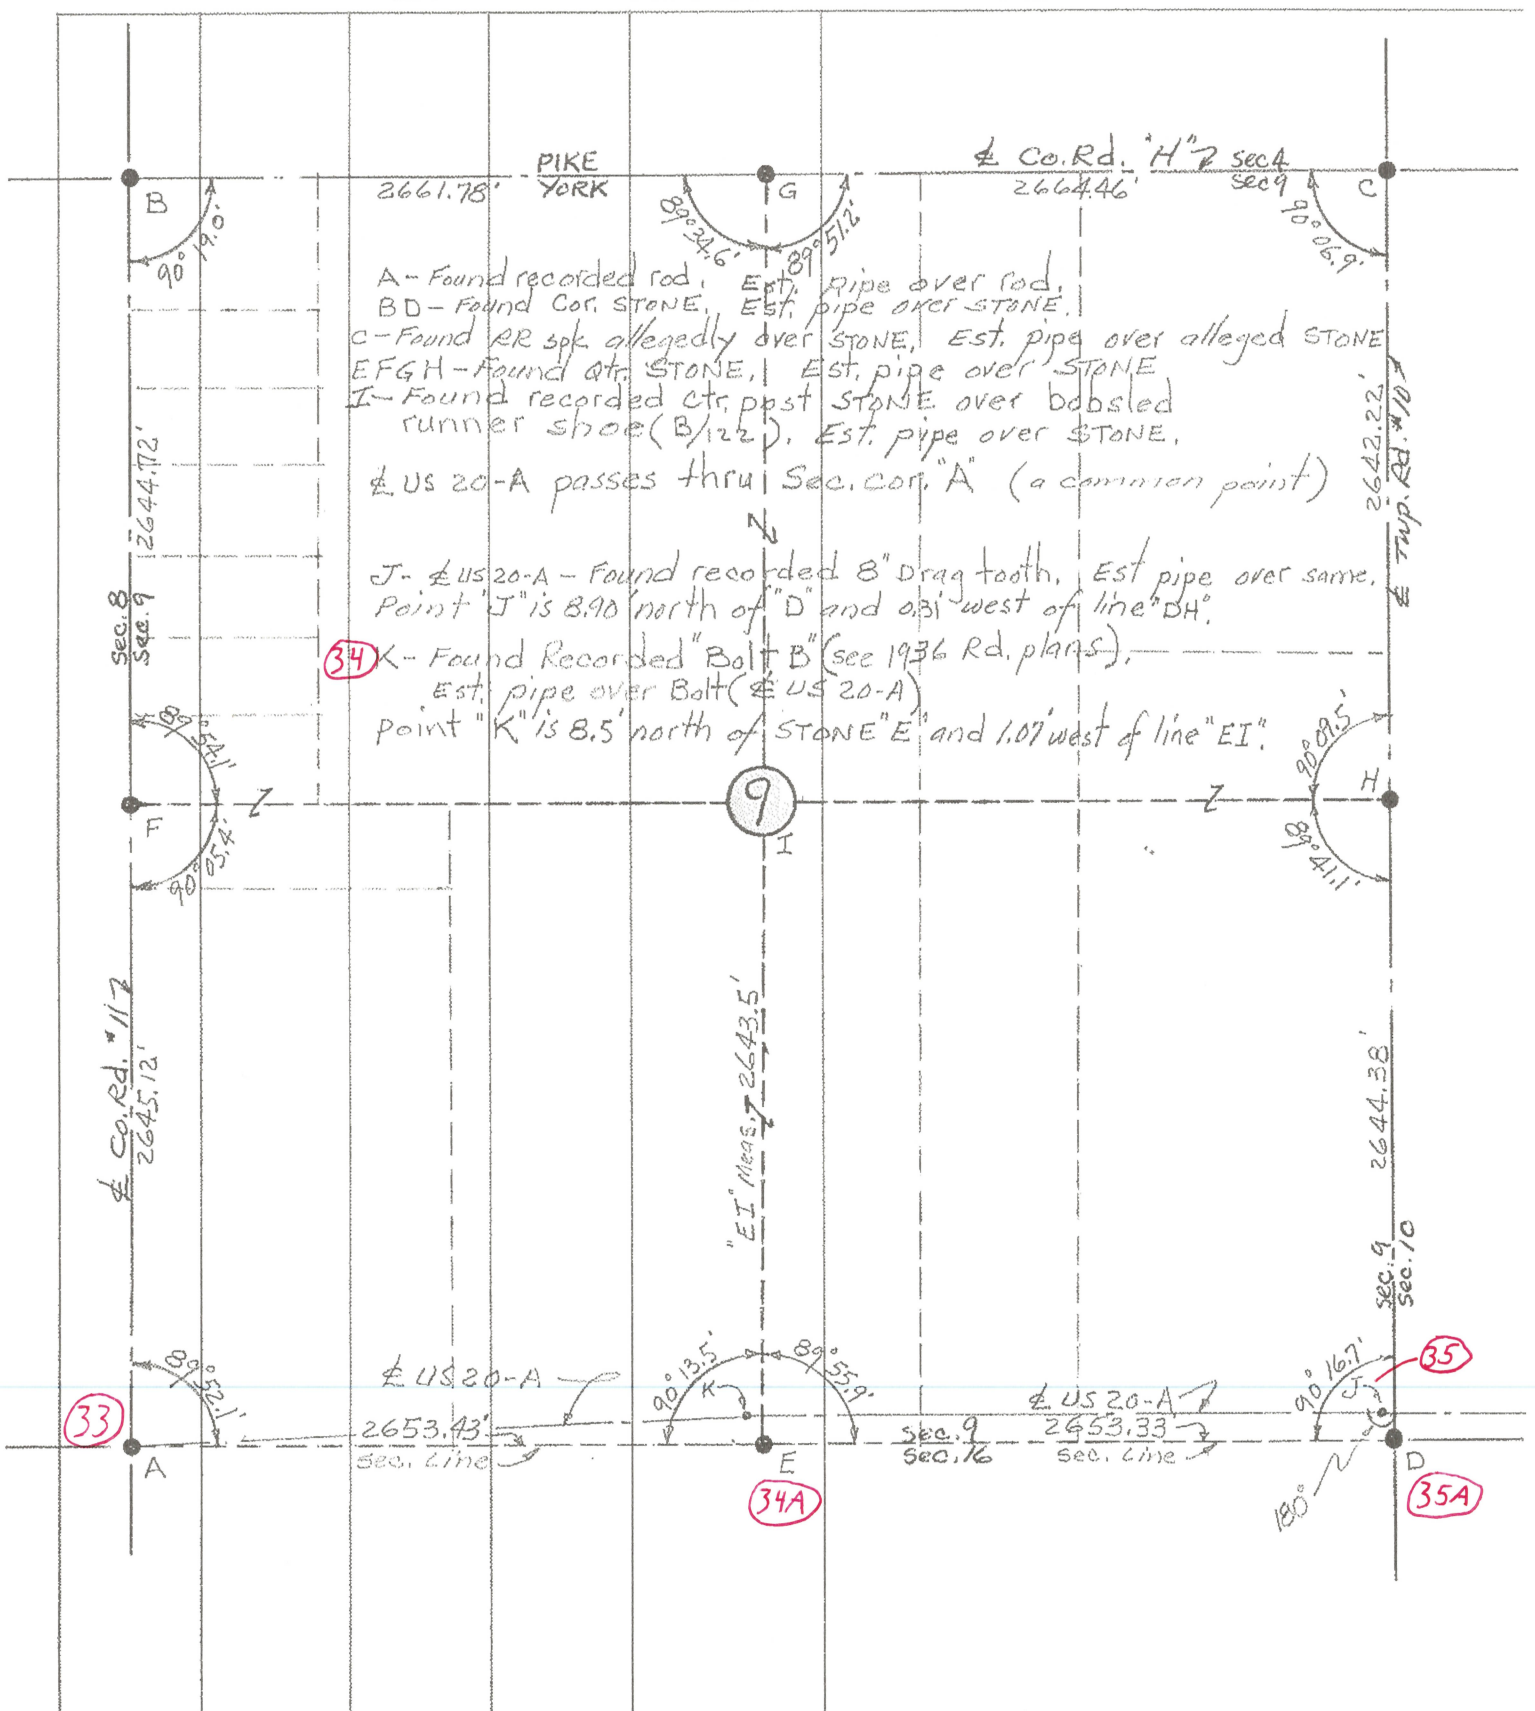 ℄ Co.Rd. "H"
PIKE
YORK
sec 4
sec 9
B
2661.78'
G
2664.46'
C
90° 19.0'
89° 34.6'
89° 51.2'
90° 06.9'
A - Found recorded rod. Est. pipe over rod.
BD - Found Cor. STONE. Est. pipe over STONE.
C - Found RR spk allegedly over STONE. Est. pipe over alleged STONE
EFGH - Found Qtr. STONE. Est. pipe over STONE
I - Found recorded ctr. post STONE over bobsled
runner shoe (B/122). Est. pipe over STONE.
℄ US 20-A passes thru Sec. cor. "A" (a common point)
J - ℄ US 20-A - Found recorded 8" Drag tooth. Est pipe over same.
Point "J" is 8.90' north of "D" and 0.31' west of line "DH".
34
K - Found Recorded "Bolt B" (see 1936 Rd. plans).
Est. pipe over Bolt (℄ US 20-A)
point "K" is 8.5' north of STONE "E" and 1.07' west of line "EI".
2644.72'
sec. 8
sec. 9
2642.22'
℄ Twp. Rd. #10
89° 54.1'
F
90° 05.4'
9
I
90° 09.5'
H
89° 41.1'
℄ Co. Rd. #11
2645.12'
"EI" Meas. 2643.5'
2644.38'
sec. 9
sec. 10
33
89° 52.1'
℄ US 20-A
90° 13.5'
K
89° 55.9'
℄ US 20-A
90° 16.7'
J
35
2653.43'
sec. Line
sec. 9
sec. 16
2653.33'
sec. Line
A
E
D
34A
180°
35A